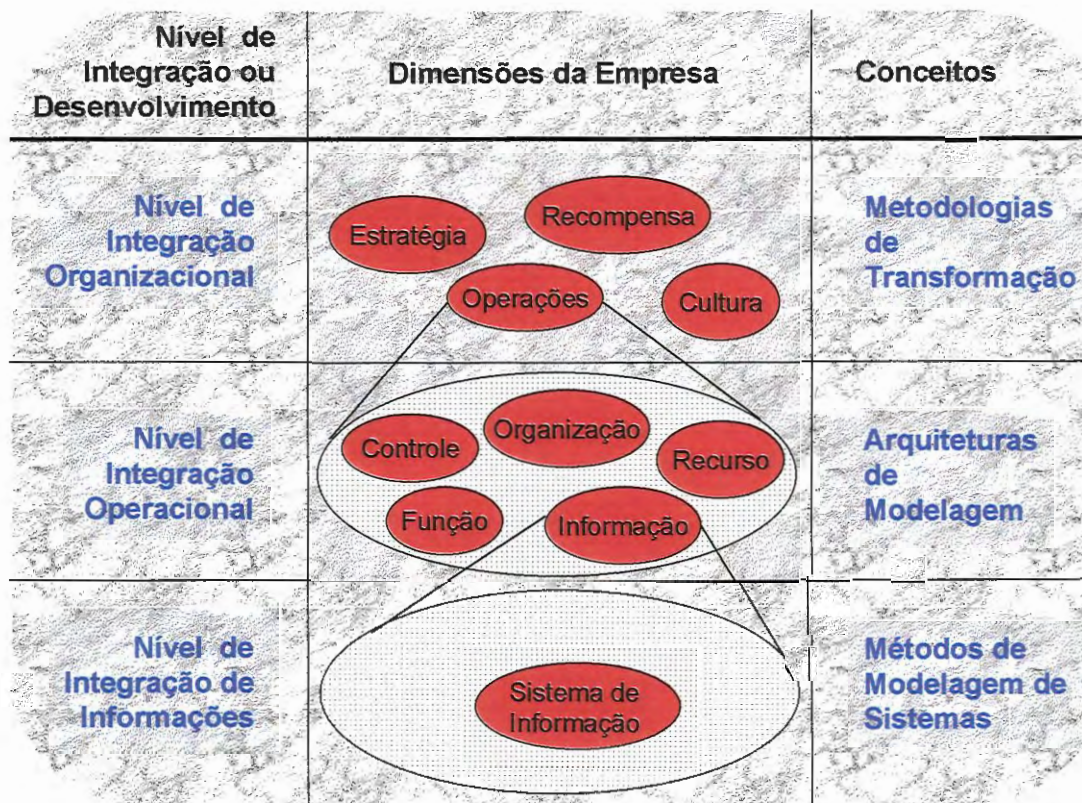 Nível de
Integração ou
Desenvolvimento
Dimensões da Empresa
Conceitos
Nível de
Integração
Organizacional
Estratégia
Recompensa
Operações
Cultura
Metodologias
de
Transformação
Nível de
Integração
Operacional
Controle
Organização
Recurso
Função
Informação
Arquiteturas
de
Modelagem
Nível de
Integração de
Informações
Sistema de
Informação
Métodos de
Modelagem de
Sistemas